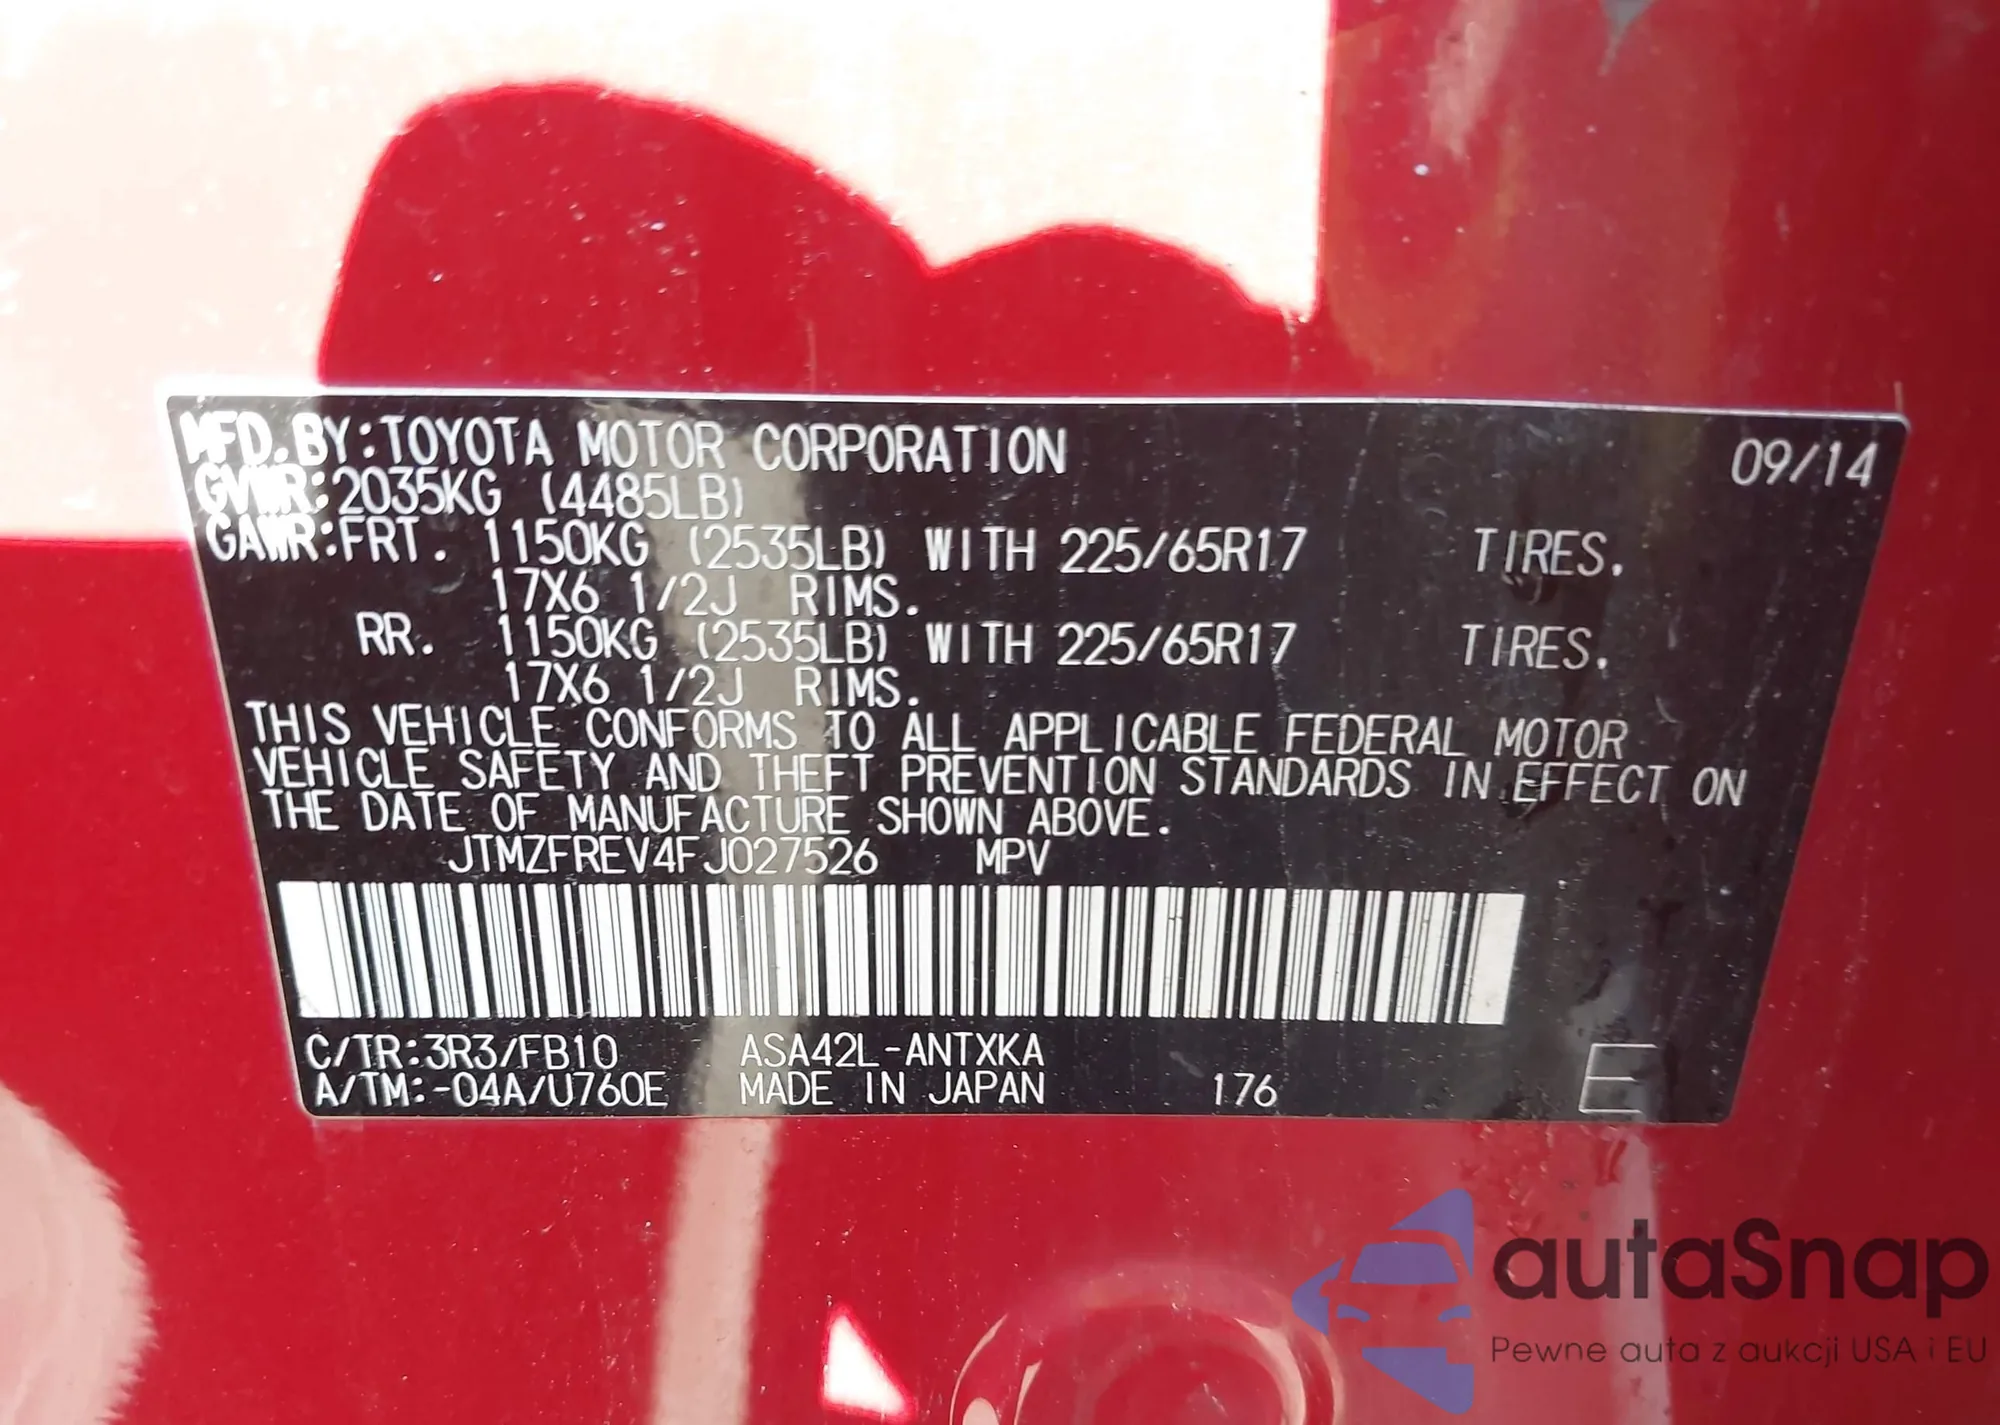 MFD.BY:TOYOTA MOTOR CORPORATION 09/14
GVWR:2035KG (4485LB)
GAWR:FRT. 1150KG (2535LB) WITH 225/65R17 TIRES.
17X6 1/2J RIMS.
RR. 1150KG (2535LB) WITH 225/65R17 TIRES.
17X6 1/2J RIMS.
THIS VEHICLE CONFORMS TO ALL APPLICABLE FEDERAL MOTOR
VEHICLE SAFETY AND THEFT PREVENTION STANDARDS IN EFFECT ON
THE DATE OF MANUFACTURE SHOWN ABOVE.
JTMZFREV4FJ027526 MPV
C/TR:3R3/FB10 ASA42L-ANTXKA
A/TM:-04A/U760E MADE IN JAPAN 176 E
autaSnap
Pewne auta z aukcji USA i EU